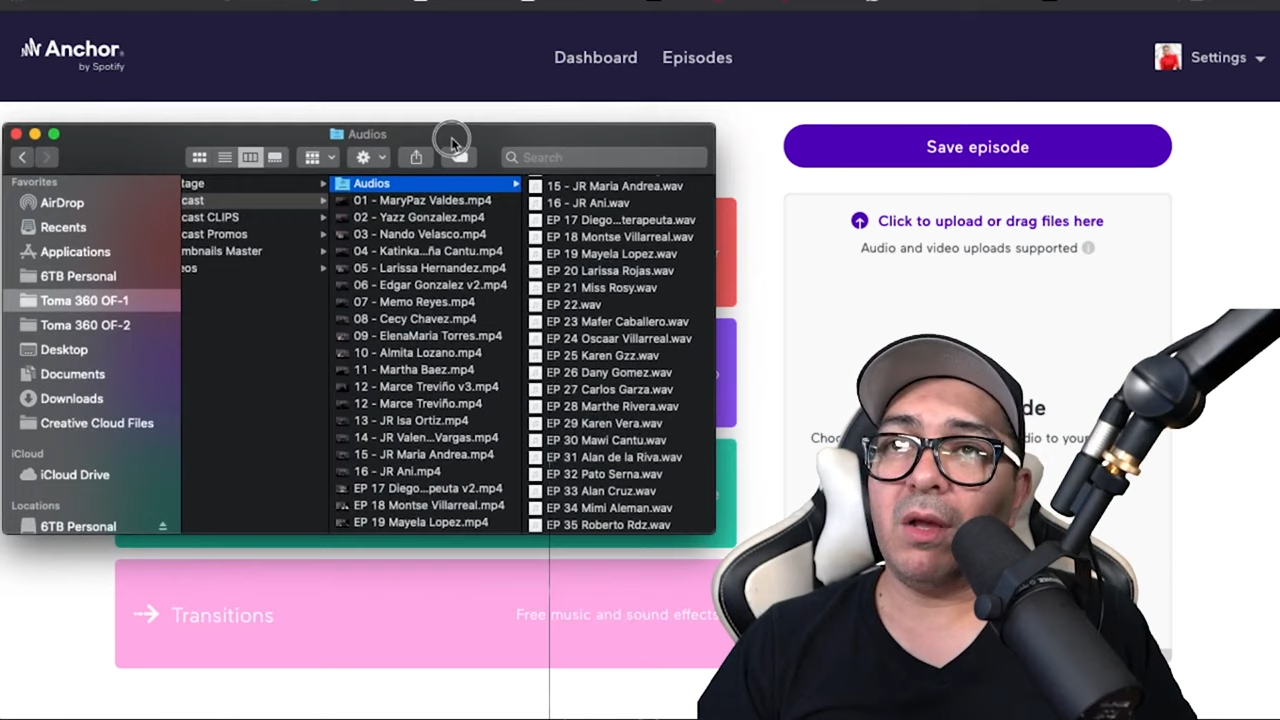 Anchor
by Spotify
Dashboard
Episodes
Settings
Audios
Search
Favorites
AirDrop
Recents
Applications
6TB Personal
Toma 360 OF-1
Toma 360 OF-2
Desktop
Documents
Downloads
Creative Cloud Files
iCloud
iCloud Drive
Locations
6TB Personal
tage
cast
cast CLIPS
cast Promos
mbnails Master
eos
Audios
01 - MaryPaz Valdes.mp4
02 - Yazz Gonzalez.mp4
03 - Nando Velasco.mp4
04 - Katinka...ña Cantu.mp4
05 - Larissa Hernandez.mp4
06 - Edgar Gonzalez v2.mp4
07 - Memo Reyes.mp4
08 - Cecy Chavez.mp4
09 - ElenaMaria Torres.mp4
10 - Almita Lozano.mp4
11 - Martha Baez.mp4
12 - Marce Treviño v3.mp4
12 - Marce Treviño.mp4
13 - JR Isa Ortiz.mp4
14 - JR Valen...Vargas.mp4
15 - JR Maria Andrea.mp4
16 - JR Ani.mp4
EP 17 Diego...peuta v2.mp4
EP 18 Montse Villarreal.mp4
EP 19 Mayela Lopez.mp4
15 - JR Maria Andrea.wav
16 - JR Ani.wav
EP 17 Diego...terapeuta.wav
EP 18 Montse Villarreal.wav
EP 19 Mayela Lopez.wav
EP 20 Larissa Rojas.wav
EP 21 Miss Rosy.wav
EP 22.wav
EP 23 Mafer Caballero.wav
EP 24 Oscaar Villarreal.wav
EP 25 Karen Gzz.wav
EP 26 Dany Gomez.wav
EP 27 Carlos Garza.wav
EP 28 Marthe Rivera.wav
EP 29 Karen Vera.wav
EP 30 Mawi Cantu.wav
EP 31 Alan de la Riva.wav
EP 32 Pato Serna.wav
EP 33 Alan Cruz.wav
EP 34 Mimi Aleman.wav
EP 35 Roberto Rdz.wav
Save episode
Click to upload or drag files here
Audio and video uploads supported
de
dio to your
Transitions
Free music and sound effects